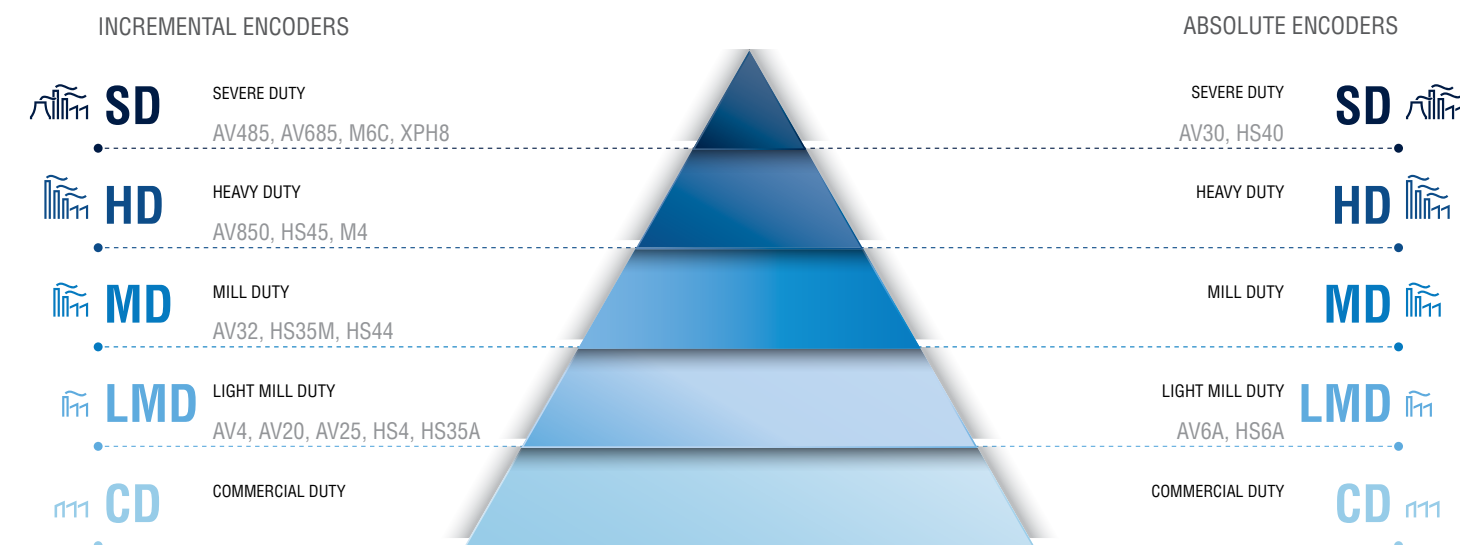 INCREMENTAL ENCODERS
ABSOLUTE ENCODERS
SD
SEVERE DUTY
AV485, AV685, M6C, XPH8
SEVERE DUTY
AV30, HS40
SD
HD
HEAVY DUTY
AV850, HS45, M4
HEAVY DUTY
HD
MD
MILL DUTY
AV32, HS35M, HS44
MILL DUTY
MD
LMD
LIGHT MILL DUTY
AV4, AV20, AV25, HS4, HS35A
LIGHT MILL DUTY
AV6A, HS6A
LMD
CD
COMMERCIAL DUTY
COMMERCIAL DUTY
CD